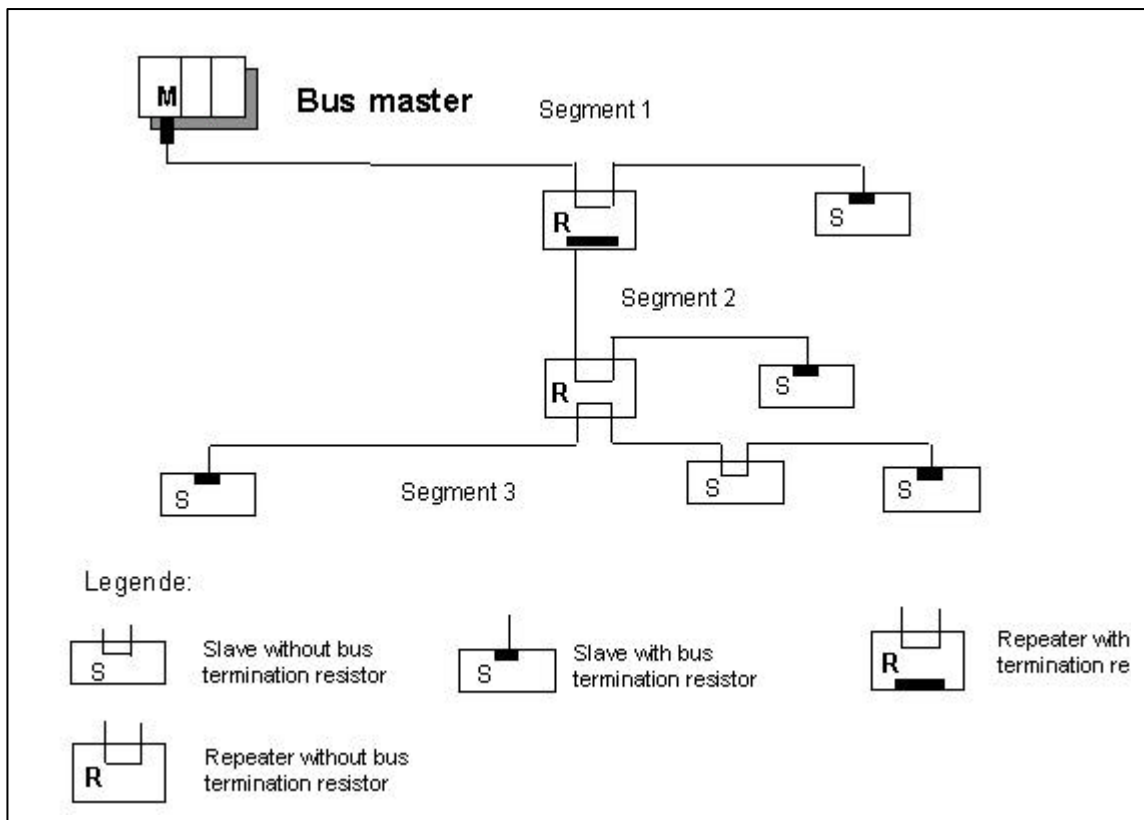 M
Bus master
Segment 1
R
S
Segment 2
R
S
S
Segment 3
S
S
Legende:
S
Slave without bus
termination resistor
S
Slave with bus
termination resistor
R
Repeater with
termination re
R
Repeater without bus
termination resistor